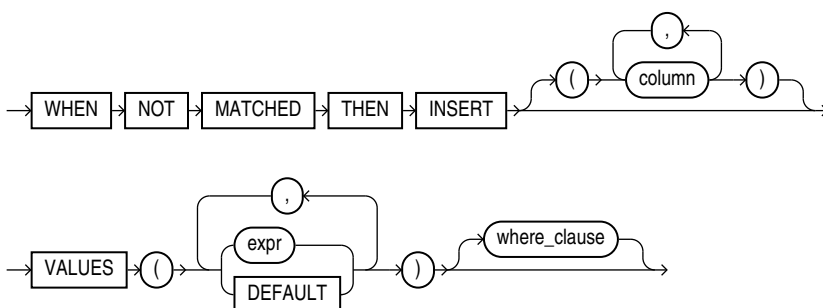 ,
WHEN NOT MATCHED THEN INSERT ( column )
,
VALUES ( expr ) where_clause
DEFAULT